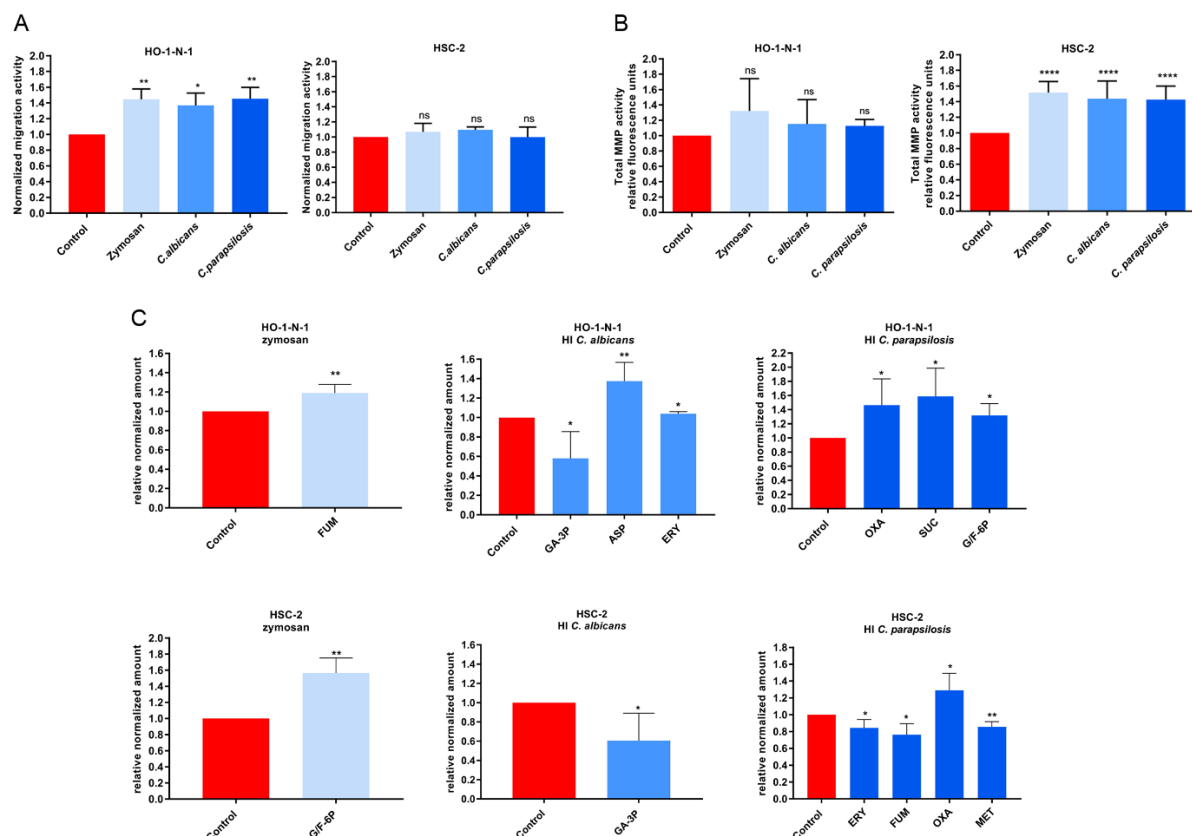 A
HO-1-N-1
Normalized migration activity
2.0
1.8
1.6
1.4
1.2
1.0
0.8
0.6
0.4
0.2
0.0
**
*
**
Control
Zymosan
C.albicans
C.parapsilosis
HSC-2
Normalized migration activity
2.0
1.8
1.6
1.4
1.2
1.0
0.8
0.6
0.4
0.2
0.0
ns
ns
ns
Control
Zymosan
C.albicans
C.parapsilosis
B
HO-1-N-1
Total MMP activity
relative fluorescence units
2.0
1.8
1.6
1.4
1.2
1.0
0.8
0.6
0.4
0.2
0.0
ns
ns
ns
Control
Zymosan
C. albicans
C. parapsilosis
HSC-2
Total MMP activity
relative fluorescence units
2.0
1.8
1.6
1.4
1.2
1.0
0.8
0.6
0.4
0.2
0.0
****
****
****
Control
Zymosan
C. albicans
C. parapsilosis
C
HO-1-N-1
zymosan
relative normalized amount
1.6
1.4
1.2
1.0
0.8
0.6
0.4
0.2
0.0
**
Control
FUM
HO-1-N-1
HI C. albicans
relative normalized amount
1.6
1.4
1.2
1.0
0.8
0.6
0.4
0.2
0.0
*
**
*
Control
GA-3P
ASP
ERY
HO-1-N-1
HI C. parapsilosis
relative normalized amount
2.2
2.0
1.8
1.6
1.4
1.2
1.0
0.8
0.6
0.4
0.2
0.0
*
*
*
Control
OXA
SUC
G/F-6P
HSC-2
zymosan
relative normalized amount
2.0
1.8
1.6
1.4
1.2
1.0
0.8
0.6
0.4
0.2
0.0
**
Control
G/F-6P
HSC-2
HI C. albicans
relative normalized amount
1.6
1.4
1.2
1.0
0.8
0.6
0.4
0.2
0.0
*
Control
GA-3P
HSC-2
HI C. parapsilosis
relative normalized amount
1.8
1.6
1.4
1.2
1.0
0.8
0.6
0.4
0.2
0.0
*
*
*
**
Control
ERY
FUM
OXA
MET